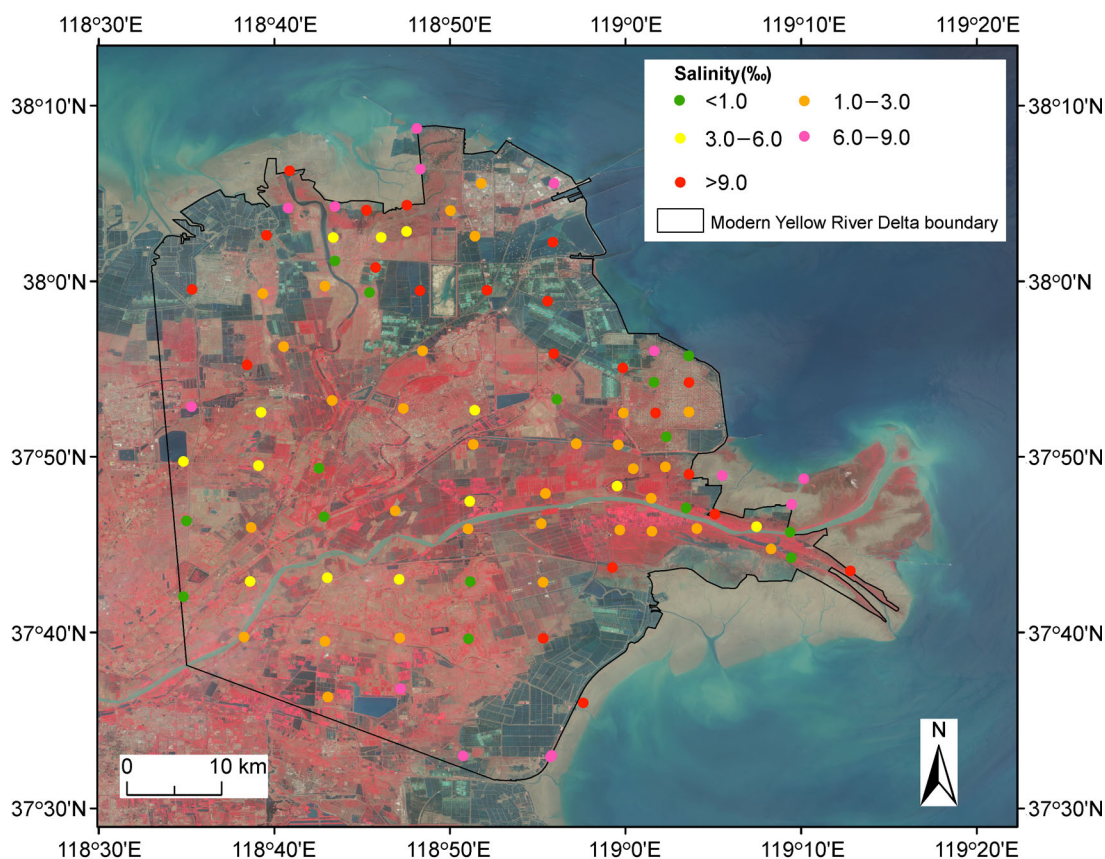 118°30'E 118°40'E 118°50'E 119°0'E 119°10'E 119°20'E
Salinity(‰)
<1.0 1.0–3.0
3.0–6.0 6.0–9.0
>9.0
Modern Yellow River Delta boundary
38°10'N 38°10'N
38°0'N 38°0'N
37°50'N 37°50'N
37°40'N 37°40'N
37°30'N 37°30'N
N
0 10 km
118°30'E 118°40'E 118°50'E 119°0'E 119°10'E 119°20'E